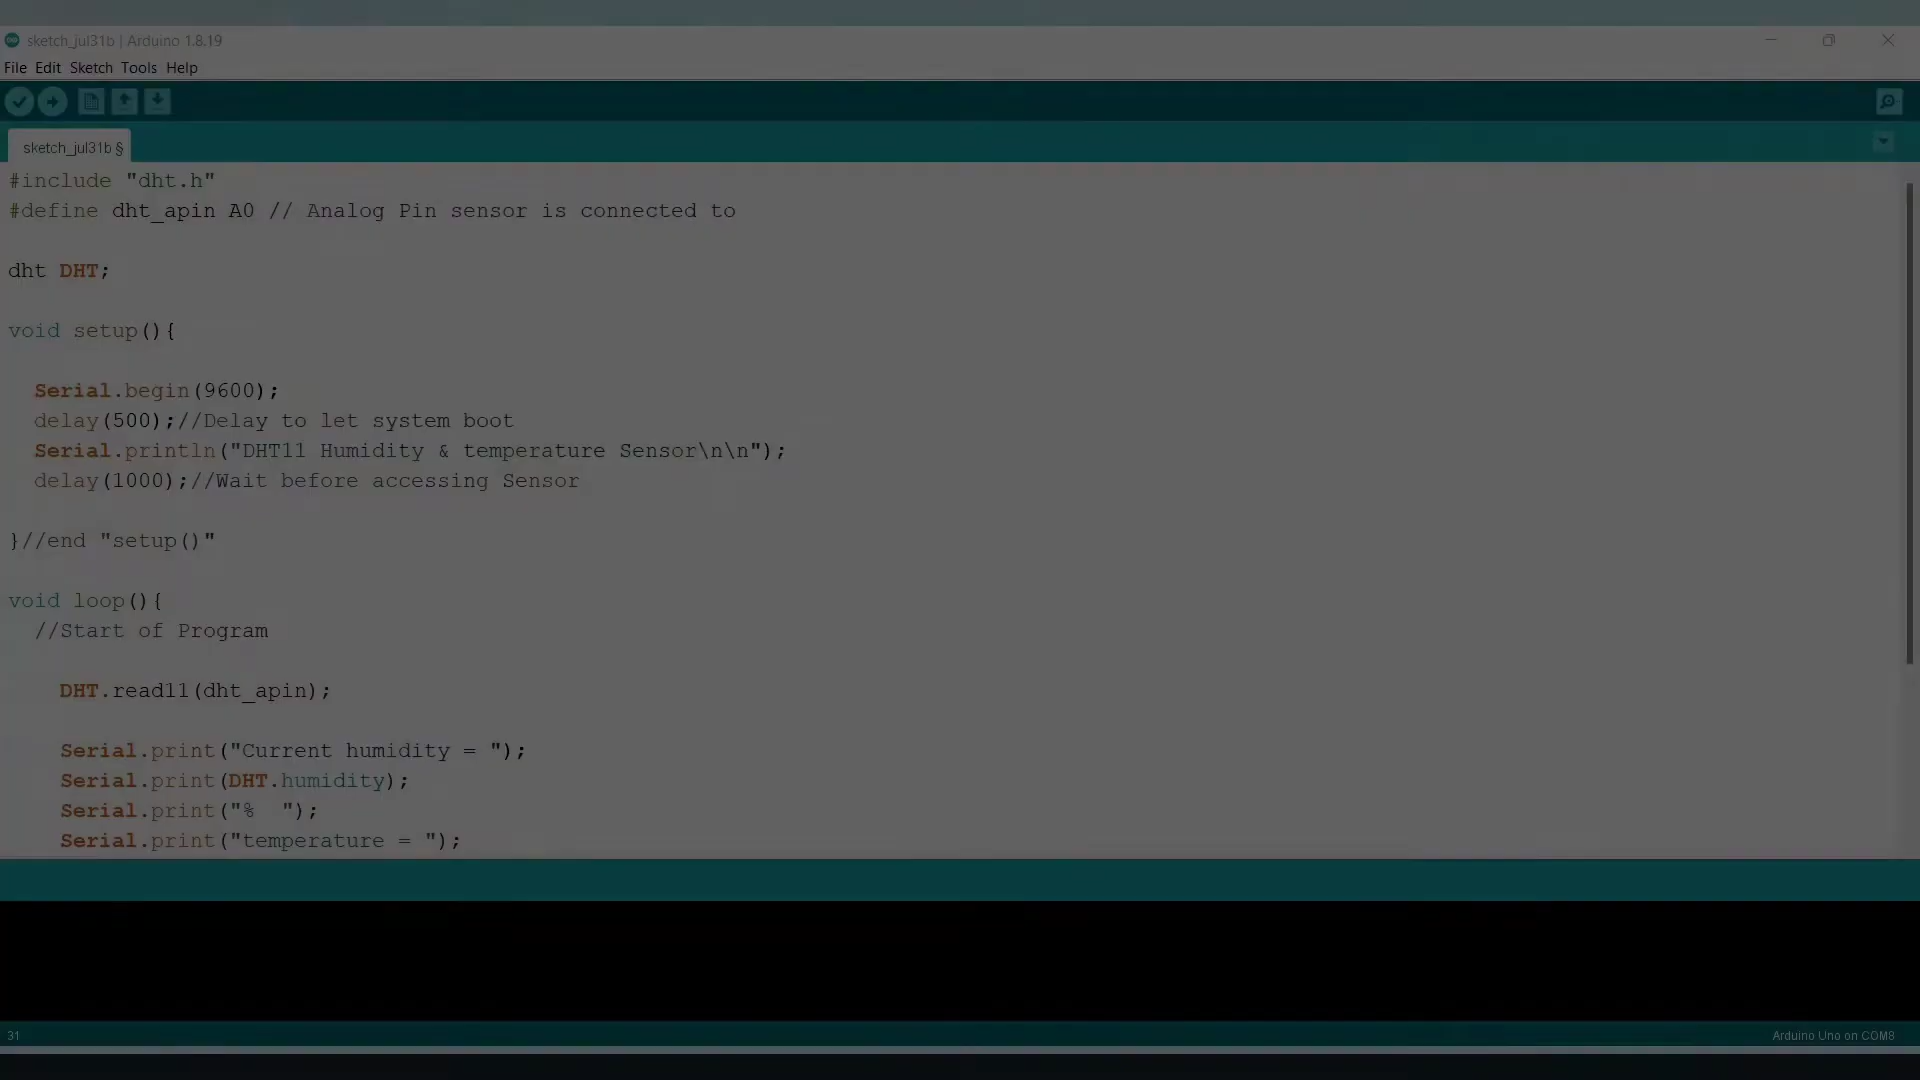 sketch_jul31b | Arduino 1.8.19
File Edit Sketch Tools Help
sketch_jul31b §
#include "dht.h"
#define dht_apin A0 // Analog Pin sensor is connected to
dht DHT;
void setup(){
Serial.begin(9600);
delay(500);//Delay to let system boot
Serial.println("DHT11 Humidity & temperature Sensor\n\n");
delay(1000);//Wait before accessing Sensor
}//end "setup()"
void loop(){
//Start of Program
DHT.read11(dht_apin);
Serial.print("Current humidity = ");
Serial.print(DHT.humidity);
Serial.print("%  ");
Serial.print("temperature = ");
31
Arduino Uno on COM8